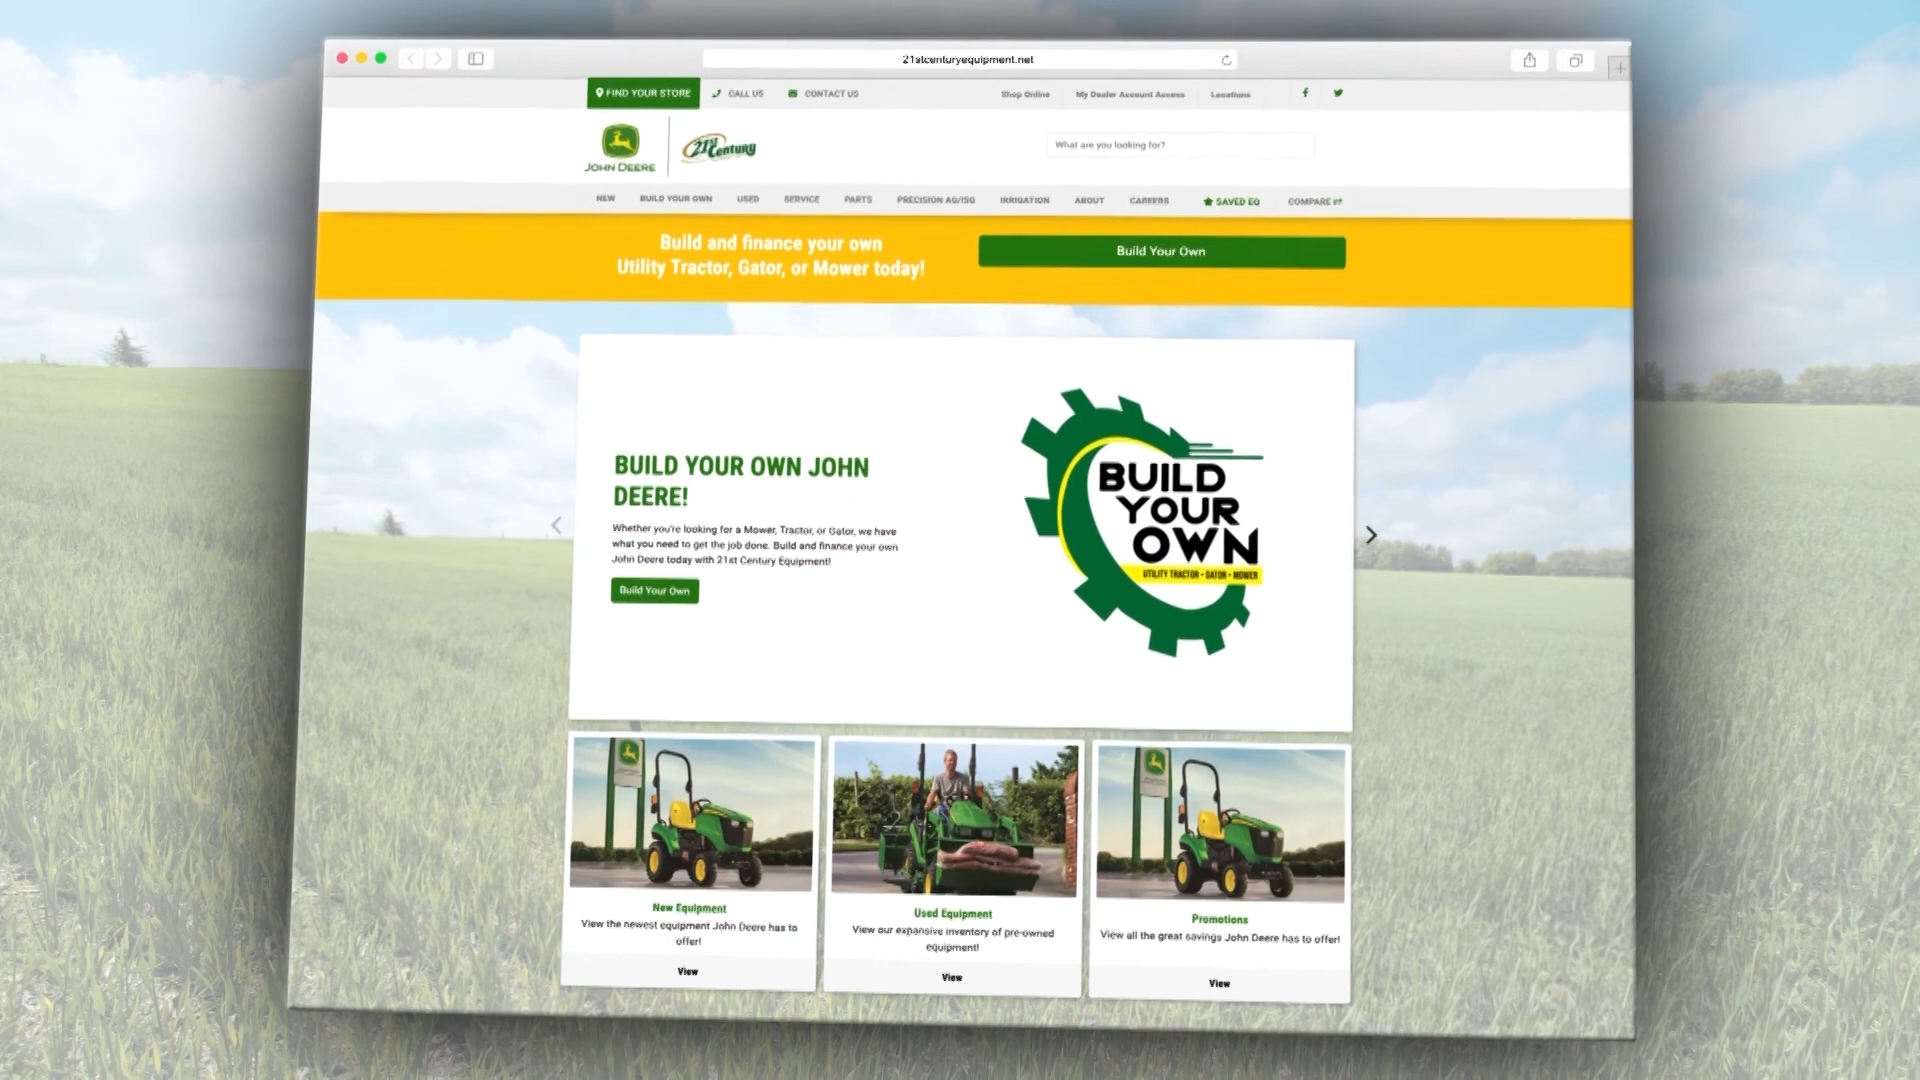 21stcenturyequipment.net
FIND YOUR STORE
CALL US
CONTACT US
Shop Online
My Dealer Account Access
Locations
JOHN DEERE
21st Century
What are you looking for?
NEW
BUILD YOUR OWN
USED
SERVICE
PARTS
PRECISION AG/ISG
IRRIGATION
ABOUT
CAREERS
SAVED EQ
COMPARE
Build and finance your own
Utility Tractor, Gator, or Mower today!
Build Your Own
BUILD YOUR OWN JOHN
DEERE!
Whether you're looking for a Mower, Tractor, or Gator, we have
what you need to get the job done. Build and finance your own
John Deere today with 21st Century Equipment!
Build Your Own
BUILD
YOUR
OWN
UTILITY TRACTOR • GATOR • MOWER
New Equipment
View the newest equipment John Deere has to
offer!
View
Used Equipment
View our expansive inventory of pre-owned
equipment!
View
Promotions
View all the great savings John Deere has to offer!
View